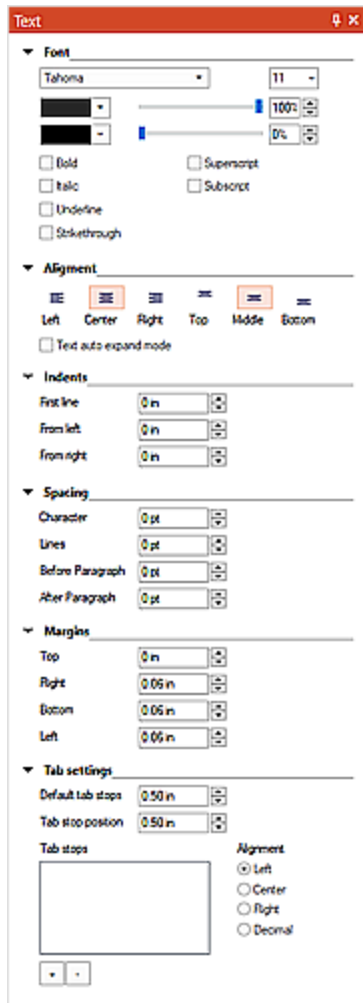 Text
Font
Tahoma 11
100%
0%
Bold Superscript
Italic Subscript
Underline
Strikethrough
Aligment
Left Center Right Top Middle Bottom
Text auto expand mode
Indents
First line 0 in
From left 0 in
From right 0 in
Spacing
Character 0 pt
Lines 0 pt
Before Paragraph 0 pt
After Paragraph 0 pt
Margins
Top 0 in
Right 0.06 in
Bottom 0.06 in
Left 0.06 in
Tab settings
Default tab stops 0.50 in
Tab stop position 0.50 in
Tab stops Alignment
Left
Center
Right
Decimal